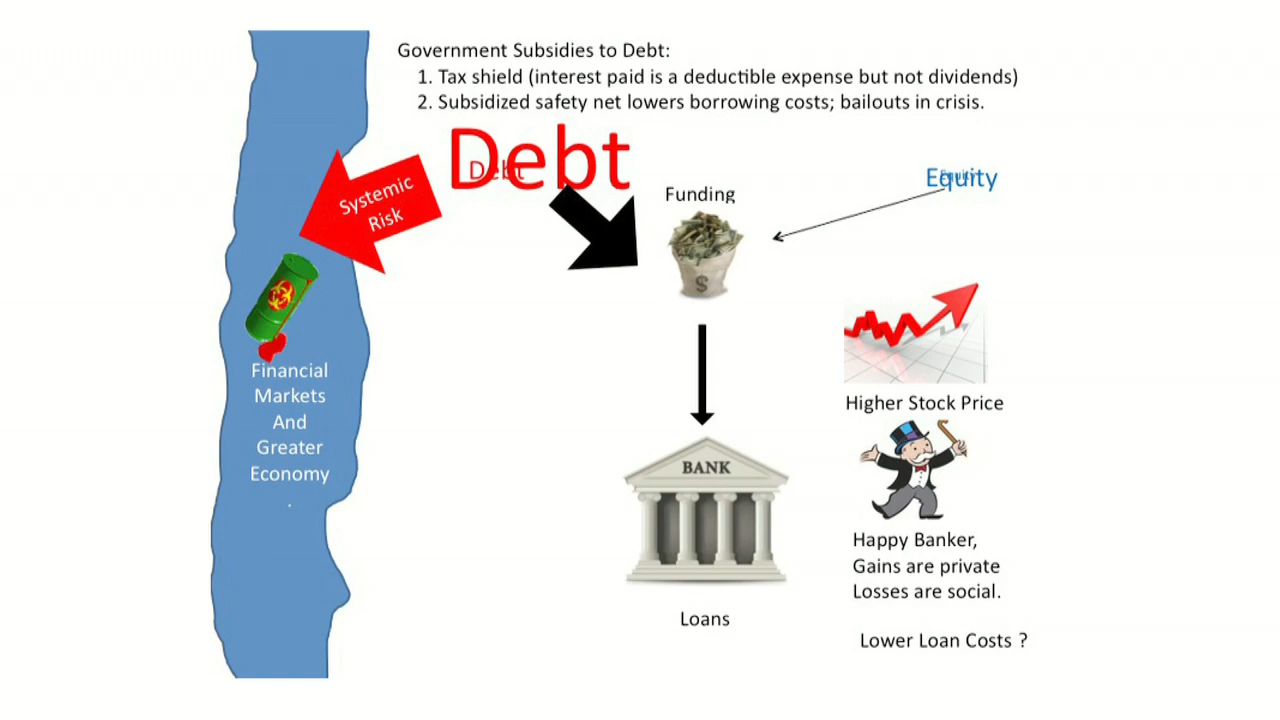 Government Subsidies to Debt:
1. Tax shield (interest paid is a deductible expense but not dividends)
2. Subsidized safety net lowers borrowing costs; bailouts in crisis.
Debt
Debt
Systemic
Risk
Funding
Equity
Equity
$
Financial
Markets
And
Greater
Economy
.
Higher Stock Price
BANK
Happy Banker,
Gains are private
Losses are social.
Loans
Lower Loan Costs ?